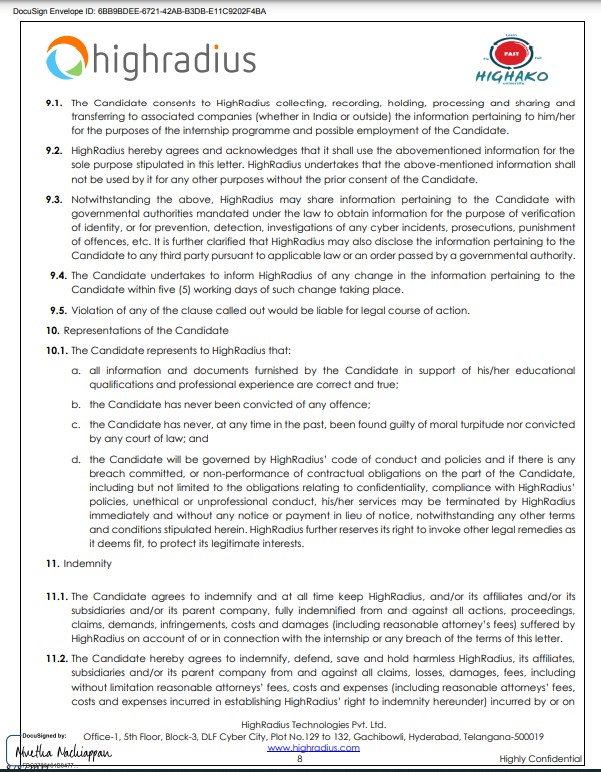 DocuSign Envelope ID: 6BB9BDEE-6721-42AB-B3DB-E11C9202F4BA
highradius
FAST
HIGHAKO
9.1. The Candidate consents to HighRadius collecting, recording, holding, processing and sharing and
transferring to associated companies (whether in India or outside) the information pertaining to him/her
for the purposes of the internship programme and possible employment of the Candidate.
9.2. HighRadius hereby agrees and acknowledges that it shall use the abovementioned information for the
sole purpose stipulated in this letter. HighRadius undertakes that the above-mentioned information shall
not be used by it for any other purposes without the prior consent of the Candidate.
9.3. Notwithstanding the above, HighRadius may share information pertaining to the Candidate with
governmental authorities mandated under the law to obtain information for the purpose of verification
of identity, or for prevention, detection, investigations of any cyber incidents, prosecutions, punishment
of offences, etc. It is further clarified that HighRadius may also disclose the information pertaining to the
Candidate to any third party pursuant to applicable law or an order passed by a governmental authority.
9.4. The Candidate undertakes to inform HighRadius of any change in the information pertaining to the
Candidate within five (5) working days of such change taking place.
9.5. Violation of any of the clause called out would be liable for legal course of action.
10. Representations of the Candidate
10.1. The Candidate represents to HighRadius that:
a. all information and documents furnished by the Candidate in support of his/her educational
qualifications and professional experience are correct and true;
b. the Candidate has never been convicted of any offence;
c. the Candidate has never, at any time in the past, been found guilty of moral turpitude nor convicted
by any court of law; and
d. the Candidate will be governed by HighRadius' code of conduct and policies and if there is any
breach committed, or non-performance of contractual obligations on the part of the Candidate,
including but not limited to the obligations relating to confidentiality, compliance with HighRadius'
policies, unethical or unprofessional conduct, his/her services may be terminated by HighRadius
immediately and without any notice or payment in lieu of notice, notwithstanding any other terms
and conditions stipulated herein. HighRadius further reserves its right to invoke other legal remedies as
it deems fit, to protect its legitimate interests.
11. Indemnity
11.1. The Candidate agrees to indemnify and at all time keep HighRadius, and/or its affiliates and/or its
subsidiaries and/or its parent company, fully indemnified from and against all actions, proceedings,
claims, demands, infringements, costs and damages (including reasonable attorney's fees) suffered by
HighRadius on account of or in connection with the internship or any breach of the terms of this letter.
11.2. The Candidate hereby agrees to indemnify, defend, save and hold harmless HighRadius, its affiliates,
subsidiaries and/or its parent company from and against all claims, losses, damages, fees, including
without limitation reasonable attorneys' fees, costs and expenses (including reasonable attorneys' fees,
costs and expenses incurred in establishing HighRadius' right to indemnity hereunder) incurred by or on
HighRadius Technologies Pvt. Ltd.
DocuSigned by:
Office-1, 5th Floor, Block-3, DLF Cyber City, Plot No.129 to 132, Gachibowli, Hyderabad, Telangana-500019
www.highradius.com
Nachiappan
8
Highly Confidential